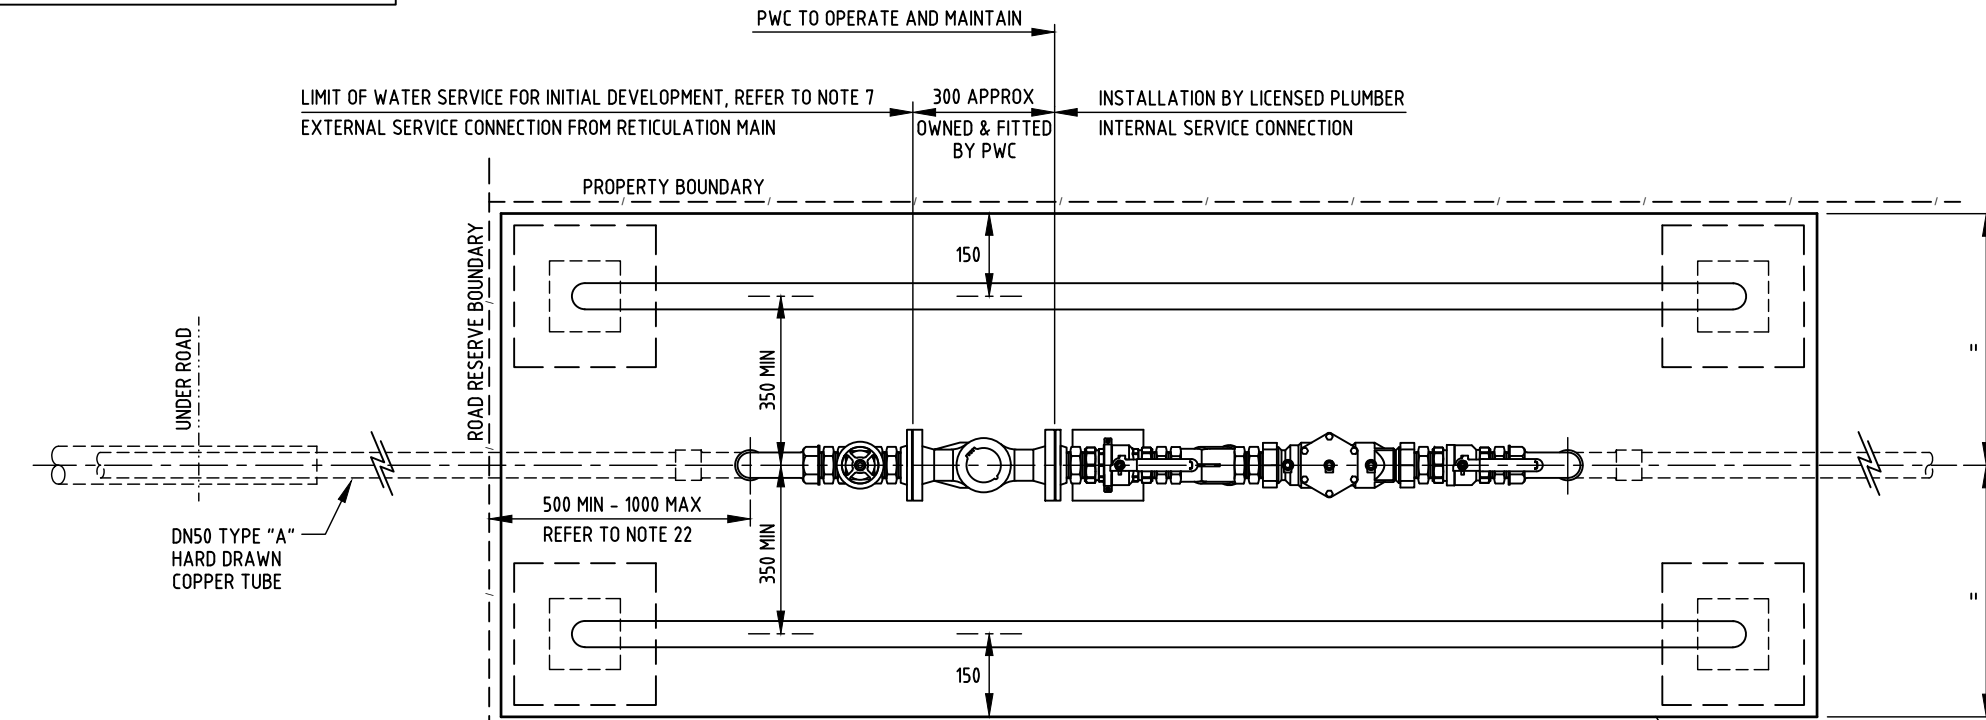 PWC TO OPERATE AND MAINTAIN
LIMIT OF WATER SERVICE FOR INITIAL DEVELOPMENT, REFER TO NOTE 7
EXTERNAL SERVICE CONNECTION FROM RETICULATION MAIN
300 APPROX
OWNED & FITTED
BY PWC
INSTALLATION BY LICENSED PLUMBER
INTERNAL SERVICE CONNECTION
PROPERTY BOUNDARY
ROAD RESERVE BOUNDARY
UNDER ROAD
150
350 MIN
=
500 MIN - 1000 MAX
REFER TO NOTE 22
350 MIN
DN50 TYPE "A"
HARD DRAWN
COPPER TUBE
=
150